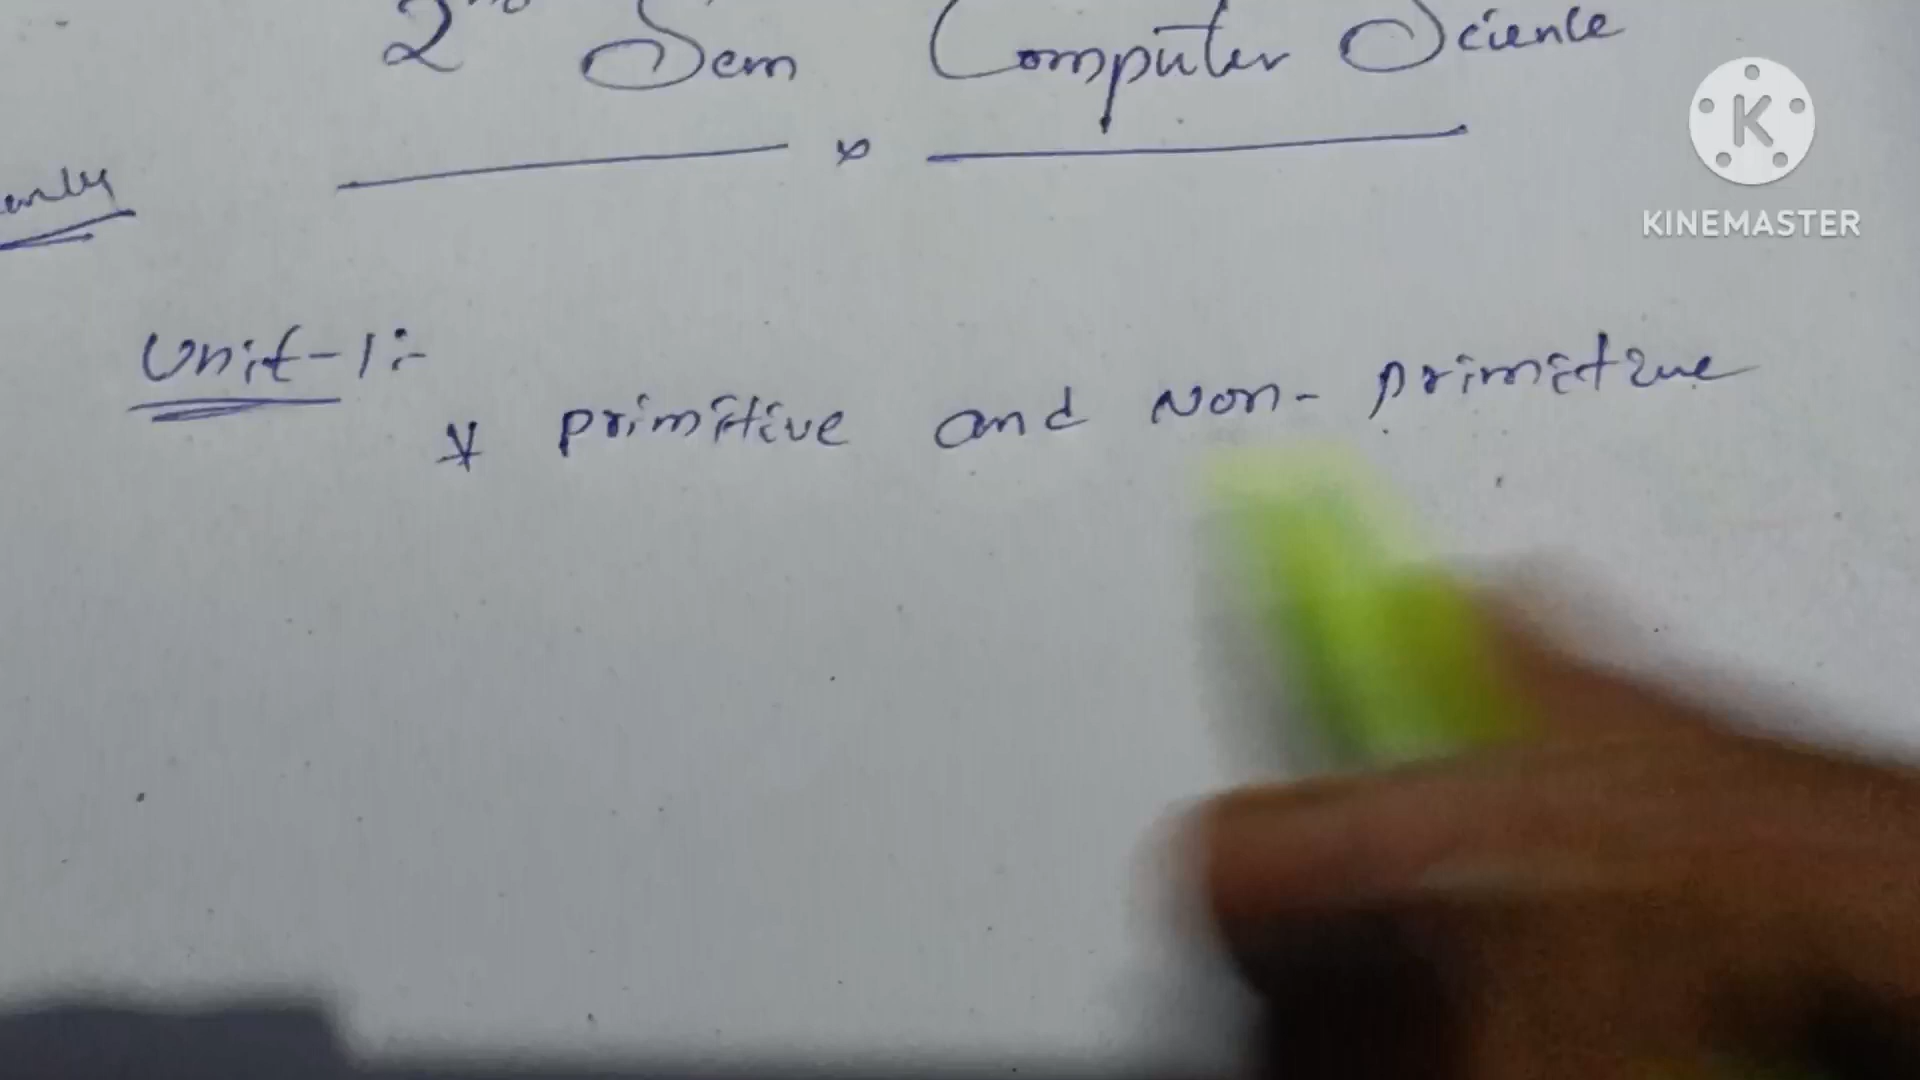 2nd Sem Computer Science
K
KINEMASTER
Unit-1:-
* primitive and Non-primitive